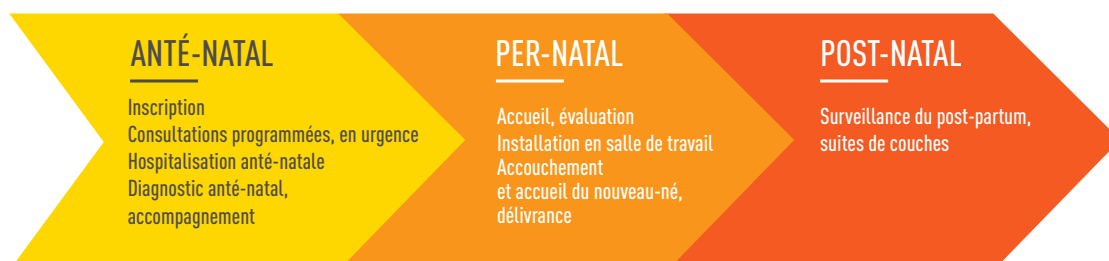 ANTÉ-NATAL
Inscription
Consultations programmées, en urgence
Hospitalisation anté-natale
Diagnostic anté-natal,
accompagnement
PER-NATAL
Accueil, évaluation
Installation en salle de travail
Accouchement
et accueil du nouveau-né,
délivrance
POST-NATAL
Surveillance du post-partum,
suites de couches